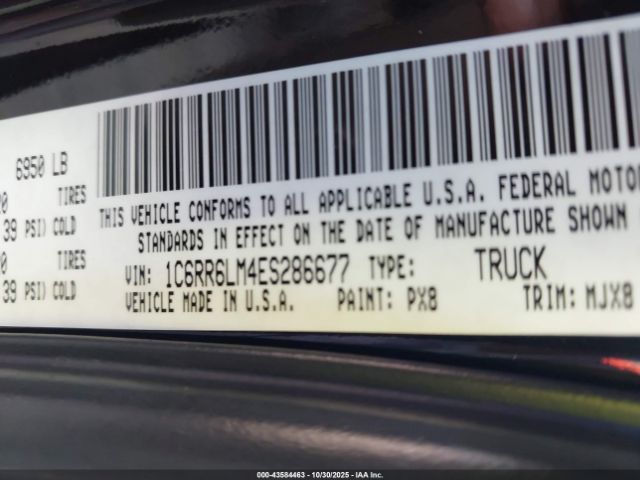 6950 LB
TIRES
39 PSI) COLD
TIRES
39 PSI) COLD
THIS VEHICLE CONFORMS TO ALL APPLICABLE U.S.A. FEDERAL MOTO
STANDARDS IN EFFECT ON THE DATE OF MANUFACTURE SHOWN
VIN: 1C6RR6LM4ES286677 TYPE: TRUCK
VEHICLE MADE IN U.S.A. PAINT: PX8 TRIM: MJX8
000-43584463 - 10/30/2025 - IAA Inc.